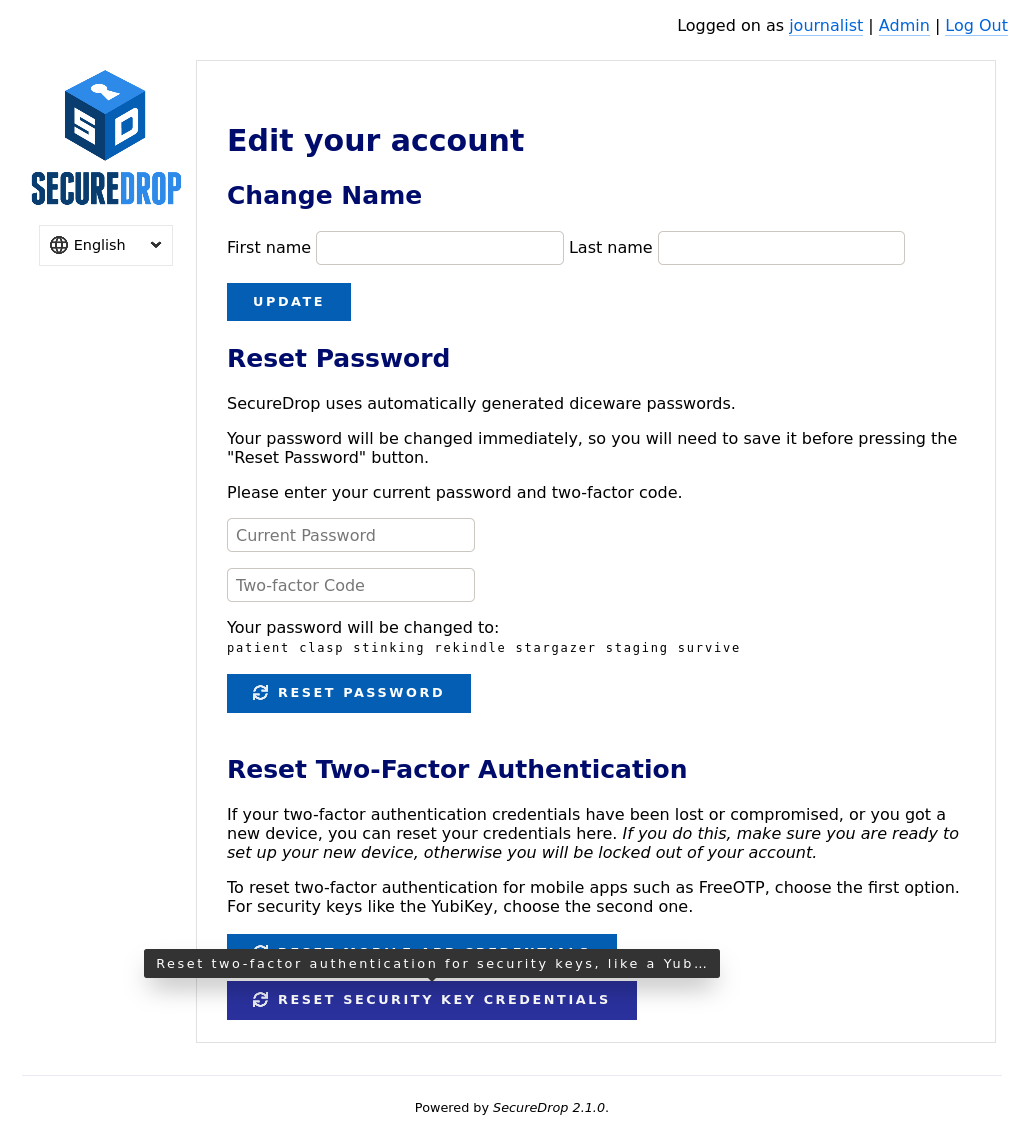 Logged on as journalist | Admin | Log Out
SD
SECUREDROP
English
Edit your account
Change Name
First name Last name
UPDATE
Reset Password
SecureDrop uses automatically generated diceware passwords.
Your password will be changed immediately, so you will need to save it before pressing the
"Reset Password" button.
Please enter your current password and two-factor code.
Current Password
Two-factor Code
Your password will be changed to:
patient clasp stinking rekindle stargazer staging survive
RESET PASSWORD
Reset Two-Factor Authentication
If your two-factor authentication credentials have been lost or compromised, or you got a
new device, you can reset your credentials here. If you do this, make sure you are ready to
set up your new device, otherwise you will be locked out of your account.
To reset two-factor authentication for mobile apps such as FreeOTP, choose the first option.
For security keys like the YubiKey, choose the second one.
Reset two-factor authentication for security keys, like a Yub…
RESET SECURITY KEY CREDENTIALS
Powered by SecureDrop 2.1.0.